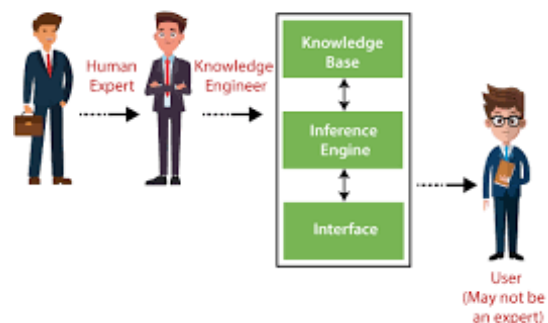 Human
Expert
Knowledge
Engineer
Knowledge
Base
Inference
Engine
Interface
User
(May not be
an expert)